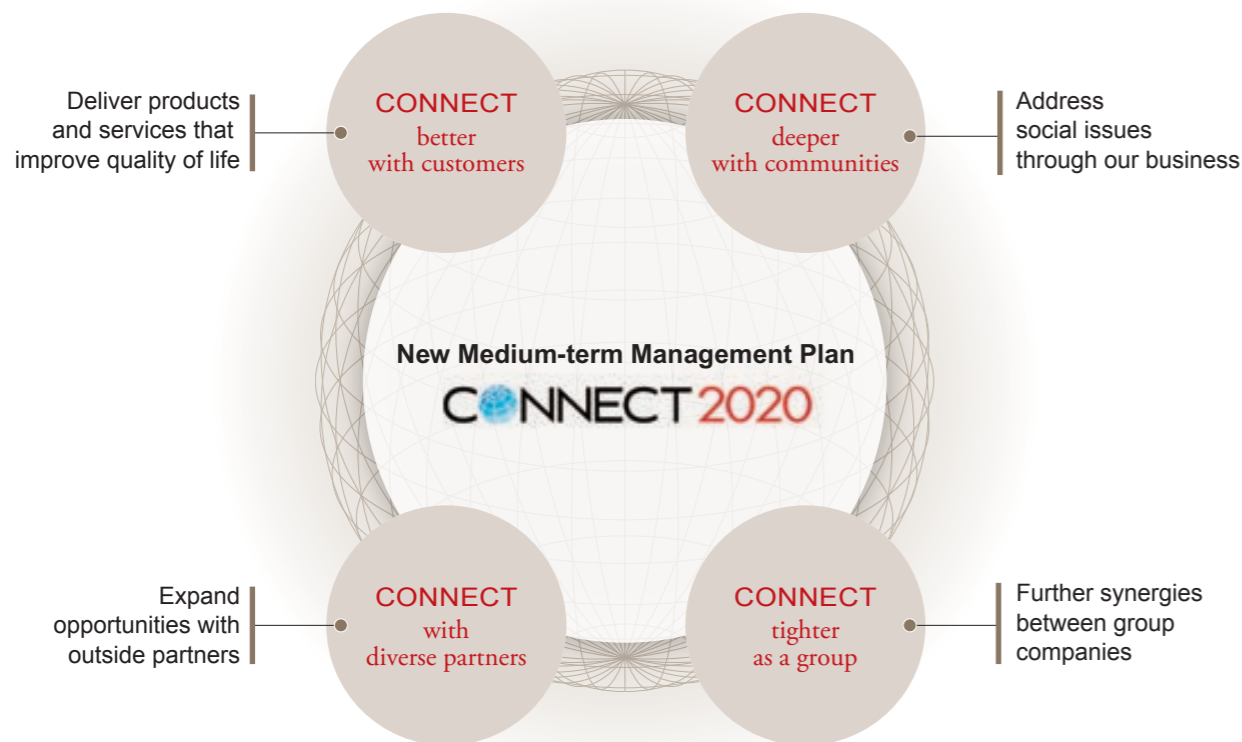 Deliver products
and services that
improve quality of life
CONNECT
better
with customers
CONNECT
deeper
with communities
Address
social issues
through our business
New Medium-term Management Plan
CONNECT 2020
Expand
opportunities with
outside partners
CONNECT
with
diverse partners
CONNECT
tighter
as a group
Further synergies
between group
companies